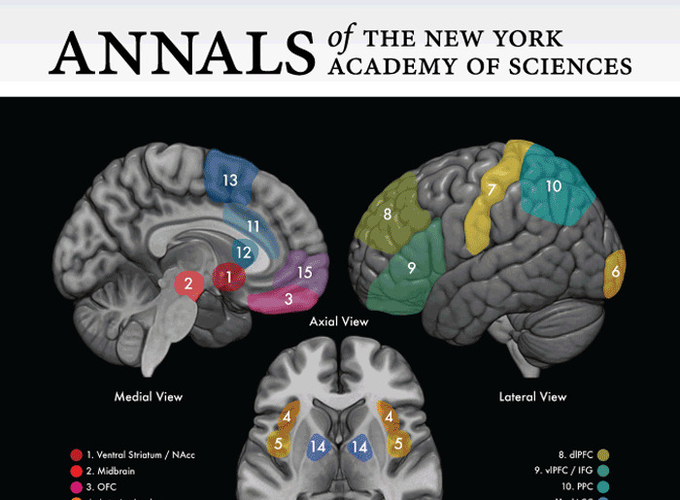 ANNALS of THE NEW YORK
ACADEMY OF SCIENCES
13
11
12
1
2
15
3
7
10
8
9
6
Axial View
Medial View
Lateral View
4
4
5
5
14
14
1. Ventral Striatum / NAcc
2. Midbrain
3. OFC
8. dlPFC
9. vlPFC / IFG
10. PPC